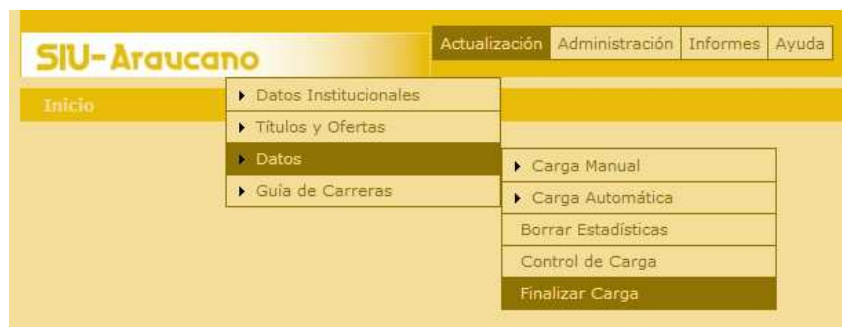 SIU-Araucano
Actualización Administración Informes Ayuda
Inicio
Datos Institucionales
Títulos y Ofertas
Datos
Guía de Carreras
Carga Manual
Carga Automática
Borrar Estadísticas
Control de Carga
Finalizar Carga